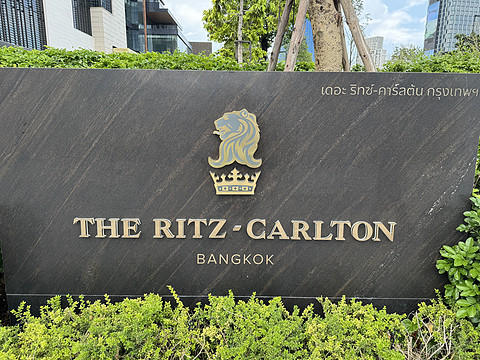 เดอะ ริทซ์-คาร์ลตัน กรุงเทพฯ
THE RITZ-CARLTON
BANGKOK